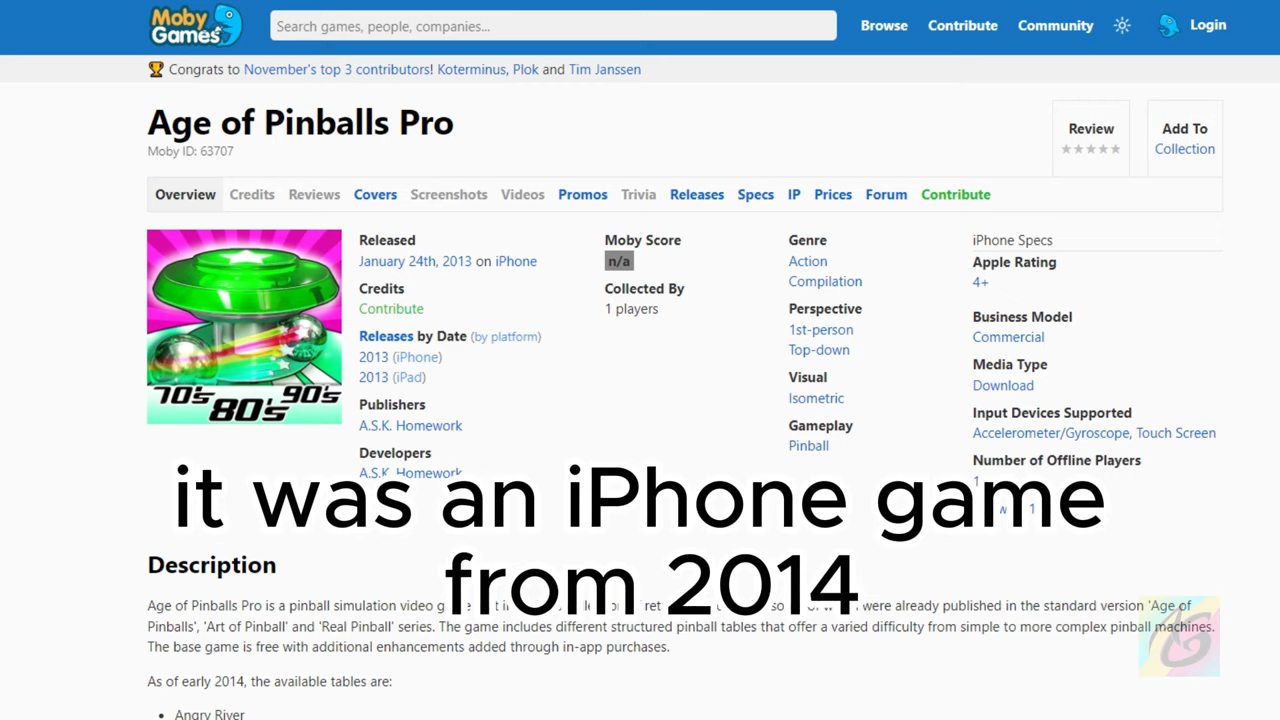 Moby Games
Search games, people, companies...
Browse Contribute Community Login
Congrats to November's top 3 contributors! Koterminus, Plok and Tim Janssen
Age of Pinballs Pro
Moby ID: 63707
Review
Add To
Collection
Overview Credits Reviews Covers Screenshots Videos Promos Trivia Releases Specs IP Prices Forum Contribute
70's 80's 90's
Released
January 24th, 2013 on iPhone
Credits
Contribute
Releases by Date (by platform)
2013 (iPhone)
2013 (iPad)
Publishers
A.S.K. Homework
Developers
A.S.K. Homework
Moby Score
n/a
Collected By
1 players
Genre
Action
Compilation
Perspective
1st-person
Top-down
Visual
Isometric
Gameplay
Pinball
iPhone Specs
Apple Rating
4+
Business Model
Commercial
Media Type
Download
Input Devices Supported
Accelerometer/Gyroscope, Touch Screen
Number of Offline Players
1
it was an iPhone game
from 2014
Description
Age of Pinballs Pro is a pinball simulation video were already published in the standard version 'Age of
Pinballs', 'Art of Pinball' and 'Real Pinball' series. The game includes different structured pinball tables that offer a varied difficulty from simple to more complex pinball machines.
The base game is free with additional enhancements added through in-app purchases.
As of early 2014, the available tables are:
• Angry River